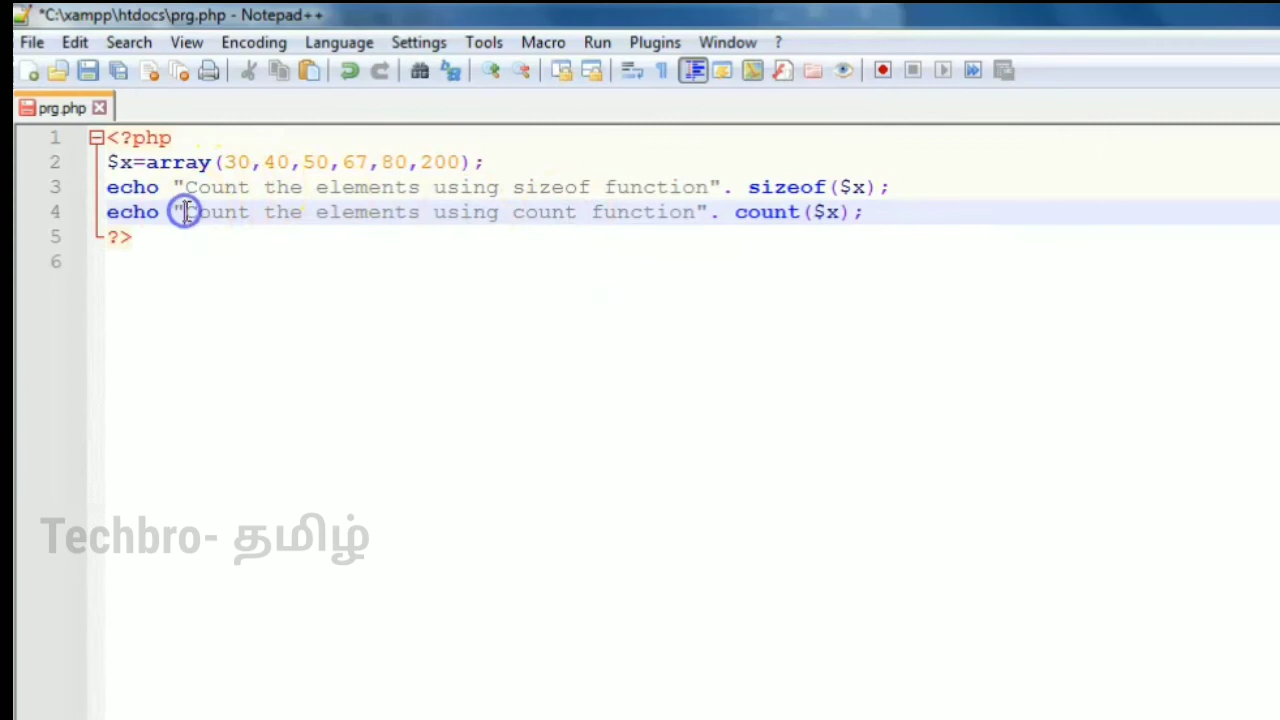 *C:\xampp\htdocs\prg.php - Notepad++
File Edit Search View Encoding Language Settings Tools Macro Run Plugins Window ?
prg.php
1 <?php
2 $x=array(30,40,50,67,80,200);
3 echo "Count the elements using sizeof function". sizeof($x);
4 echo "Count the elements using count function". count($x);
5 ?>
6
Techbro- தமிழ்